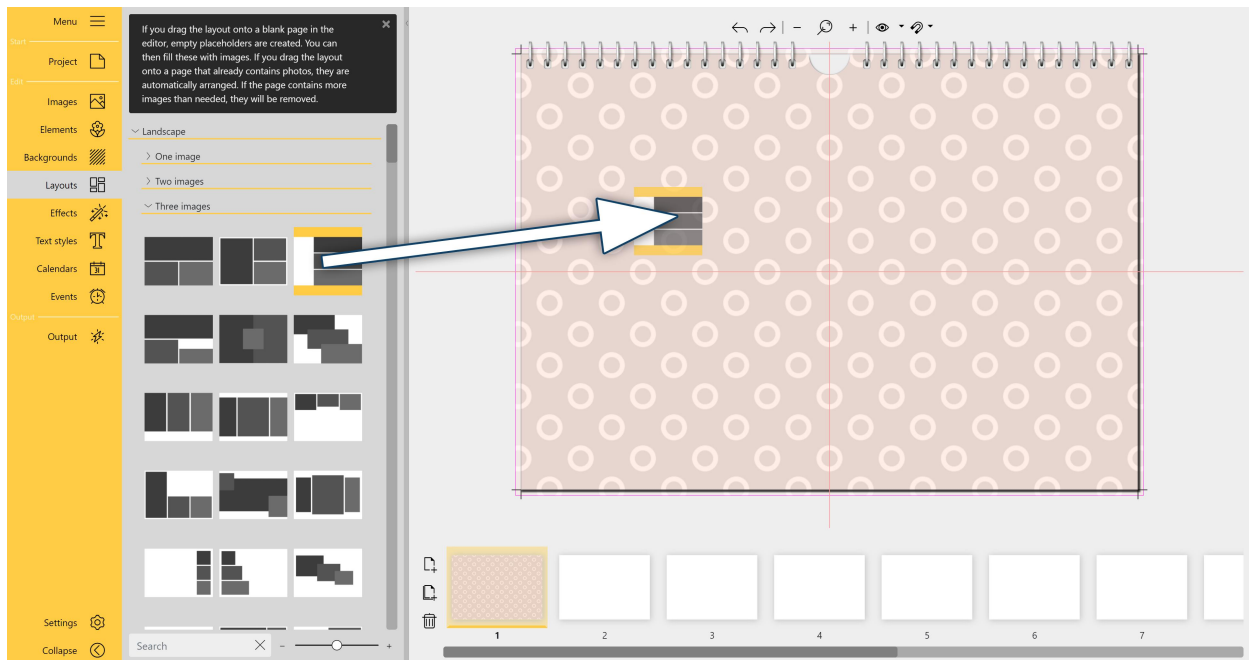 Menu
Start
Project
Edit
Images
Elements
Backgrounds
Layouts
Effects
Text styles
Calendars
31
Events
Output
Output
Settings
Collapse
If you drag the layout onto a blank page in the
editor, empty placeholders are created. You can
then fill these with images. If you drag the layout
onto a page that already contains photos, they are
automatically arranged. If the page contains more
images than needed, they will be removed.
Landscape
One image
Two images
Three images
Search
1
2
3
4
5
6
7